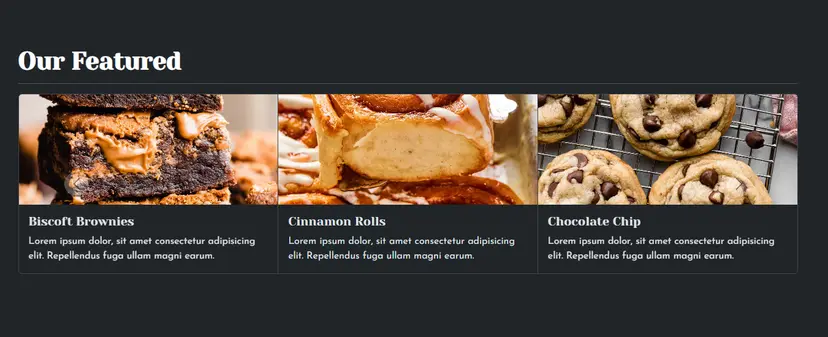 Our Featured
Biscoft Brownies
Lorem ipsum dolor, sit amet consectetur adipisicing
elit. Repellendus fuga ullam magni earum.
Cinnamon Rolls
Lorem ipsum dolor, sit amet consectetur adipisicing
elit. Repellendus fuga ullam magni earum.
Chocolate Chip
Lorem ipsum dolor, sit amet consectetur adipisicing
elit. Repellendus fuga ullam magni earum.